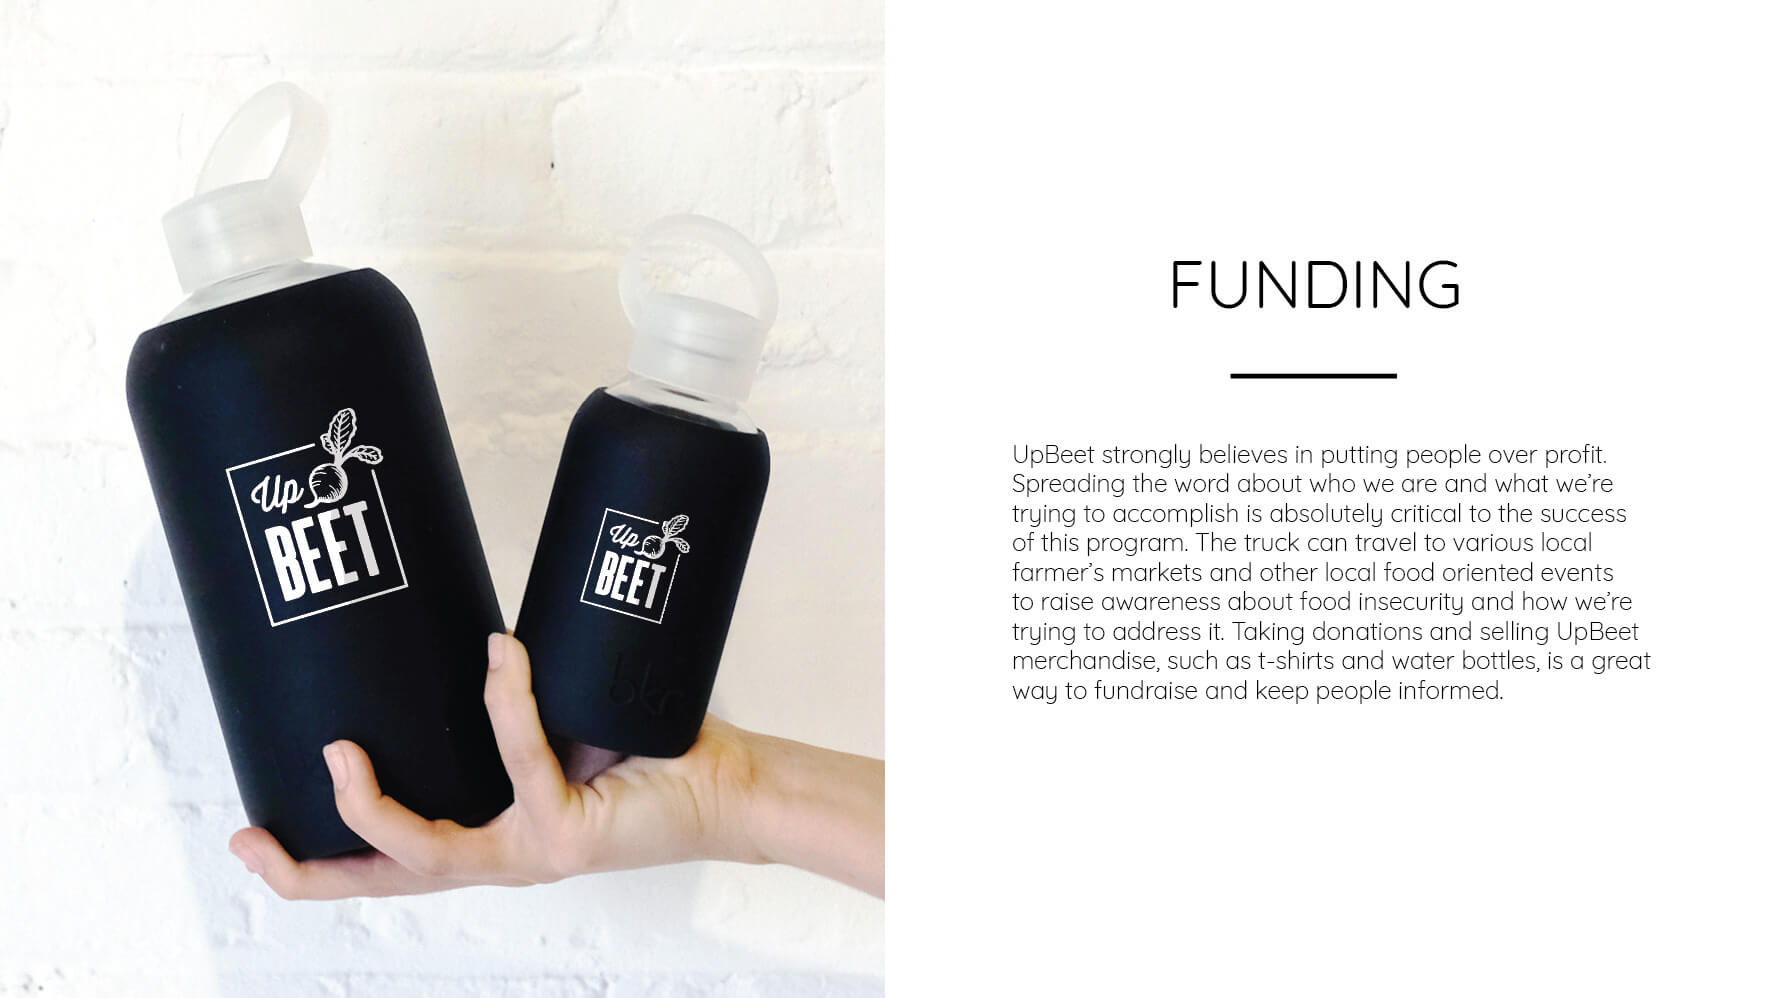 Up
BEET
Up
BEET
bkr
FUNDING
UpBeet strongly believes in putting people over profit.
Spreading the word about who we are and what we’re
trying to accomplish is absolutely critical to the success
of this program. The truck can travel to various local
farmer’s markets and other local food oriented events
to raise awareness about food insecurity and how we’re
trying to address it. Taking donations and selling UpBeet
merchandise, such as t-shirts and water bottles, is a great
way to fundraise and keep people informed.